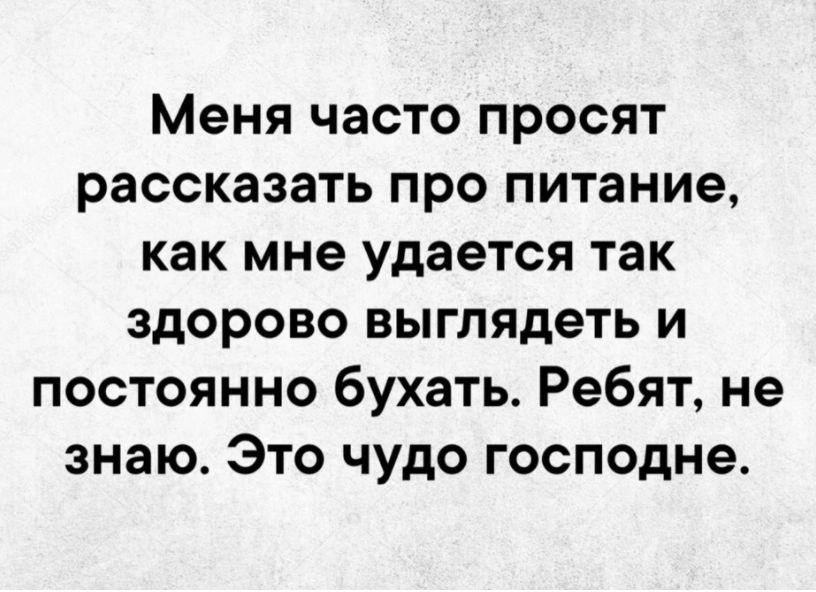 Меня часто просят
рассказать про питание,
как мне удается так
здорово выглядеть и
постоянно бухать. Ребят, не
знаю. Это чудо господне.